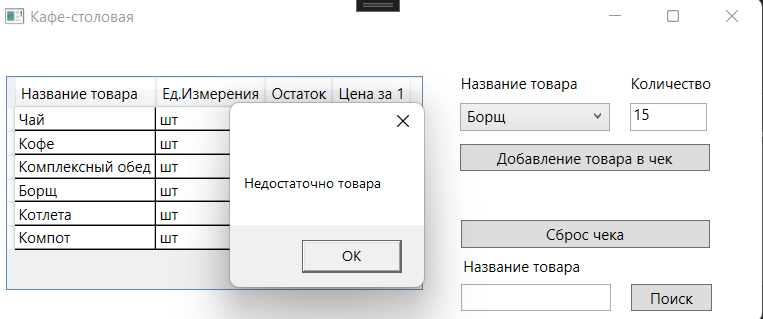 Кафе-столовая
Название товара Ед.Измерения Остаток Цена за 1
Чай шт
Кофе шт
Комплексный обед шт
Борщ шт
Котлета шт
Компот шт
Недостаточно товара
OK
Название товара Количество
Борщ 15
Добавление товара в чек
Сброс чека
Название товара
Поиск